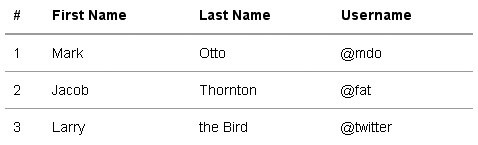 # First Name Last Name Username
1 Mark Otto @mdo
2 Jacob Thornton @fat
3 Larry the Bird @twitter